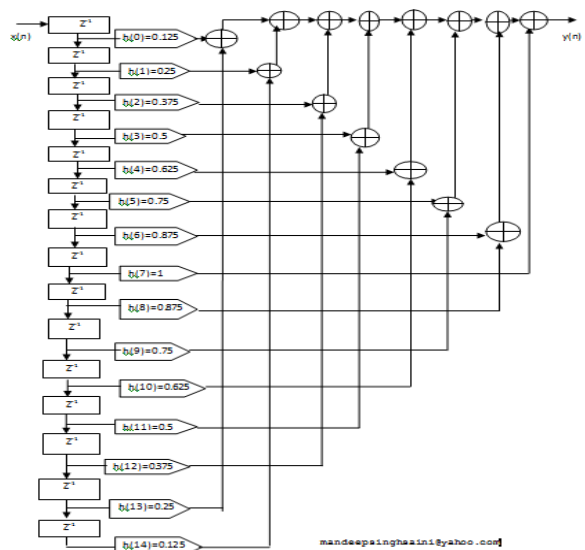 Z⁻¹
x(n)
h(0)=0.125
y(n)
Z⁻¹
h(1)=0.25
Z⁻¹
h(2)=0.375
Z⁻¹
h(3)=0.5
Z⁻¹
h(4)=0.625
Z⁻¹
h(5)=0.75
Z⁻¹
h(6)=0.875
Z⁻¹
h(7)=1
Z⁻¹
h(8)=0.875
Z⁻¹
h(9)=0.75
Z⁻¹
h(10)=0.625
Z⁻¹
h(11)=0.5
Z⁻¹
h(12)=0.375
Z⁻¹
h(13)=0.25
Z⁻¹
h(14)=0.125
mandeepsinghsaini@yahoo.com